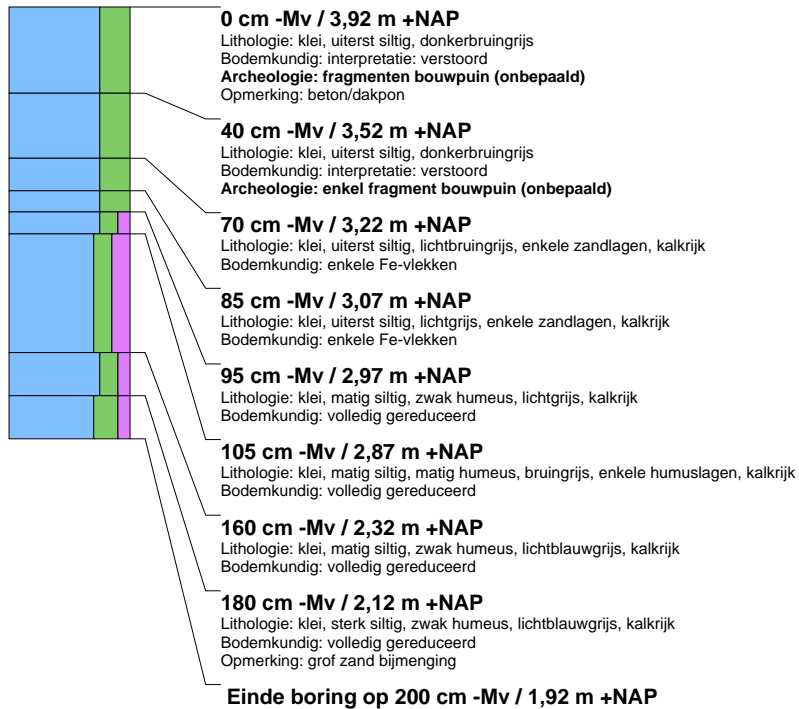 0 cm -Mv / 3,92 m +NAP
Lithologie: klei, uiterst siltig, donkerbruingrijs
Bodemkundig: interpretatie: verstoord
Archeologie: fragmenten bouwpuin (onbepaald)
Opmerking: beton/dakpon
40 cm -Mv / 3,52 m +NAP
Lithologie: klei, uiterst siltig, donkerbruingrijs
Bodemkundig: interpretatie: verstoord
Archeologie: enkel fragment bouwpuin (onbepaald)
70 cm -Mv / 3,22 m +NAP
Lithologie: klei, uiterst siltig, lichtbruingrijs, enkele zandlagen, kalkrijk
Bodemkundig: enkele Fe-vlekken
85 cm -Mv / 3,07 m +NAP
Lithologie: klei, uiterst siltig, lichtgrijs, enkele zandlagen, kalkrijk
Bodemkundig: enkele Fe-vlekken
95 cm -Mv / 2,97 m +NAP
Lithologie: klei, matig siltig, zwak humeus, lichtgrijs, kalkrijk
Bodemkundig: volledig gereduceerd
105 cm -Mv / 2,87 m +NAP
Lithologie: klei, matig siltig, matig humeus, bruingrijs, enkele humuslagen, kalkrijk
Bodemkundig: volledig gereduceerd
160 cm -Mv / 2,32 m +NAP
Lithologie: klei, matig siltig, zwak humeus, lichtblauwgrijs, kalkrijk
Bodemkundig: volledig gereduceerd
180 cm -Mv / 2,12 m +NAP
Lithologie: klei, sterk siltig, zwak humeus, lichtblauwgrijs, kalkrijk
Bodemkundig: volledig gereduceerd
Opmerking: grof zand bijmenging
Einde boring op 200 cm -Mv / 1,92 m +NAP